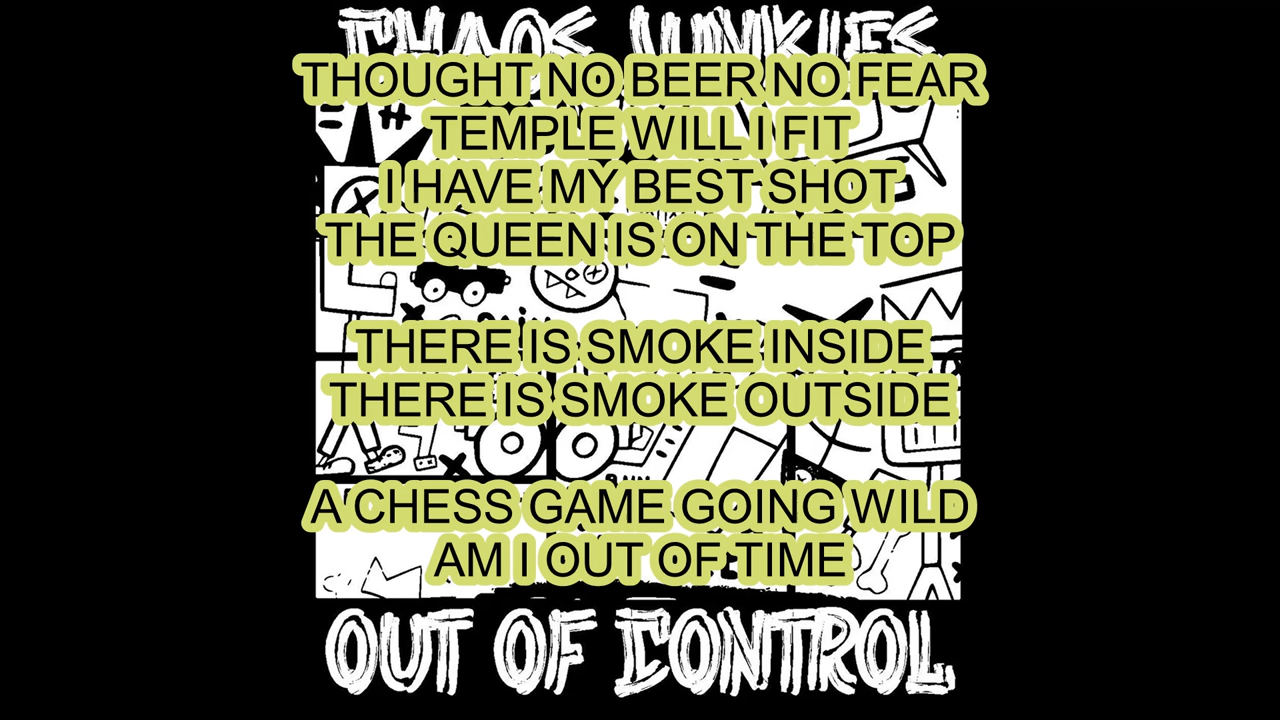 CHAOS JUNKIES
THOUGHT NO BEER NO FEAR
TEMPLE WILL I FIT
I HAVE MY BEST SHOT
THE QUEEN IS ON THE TOP
THERE IS SMOKE INSIDE
THERE IS SMOKE OUTSIDE
A CHESS GAME GOING WILD
AM I OUT OF TIME
OUT OF CONTROL